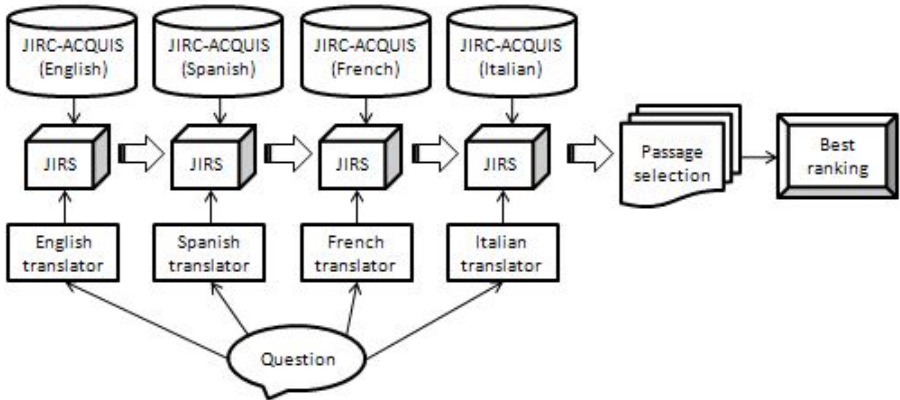 JIRC-ACQUIS
(English)
JIRC-ACQUIS
(Spanish)
JIRC-ACQUIS
(French)
JIRC-ACQUIS
(Italian)
JIRS
JIRS
JIRS
JIRS
Passage
selection
Best
ranking
English
translator
Spanish
translator
French
translator
Italian
translator
Question